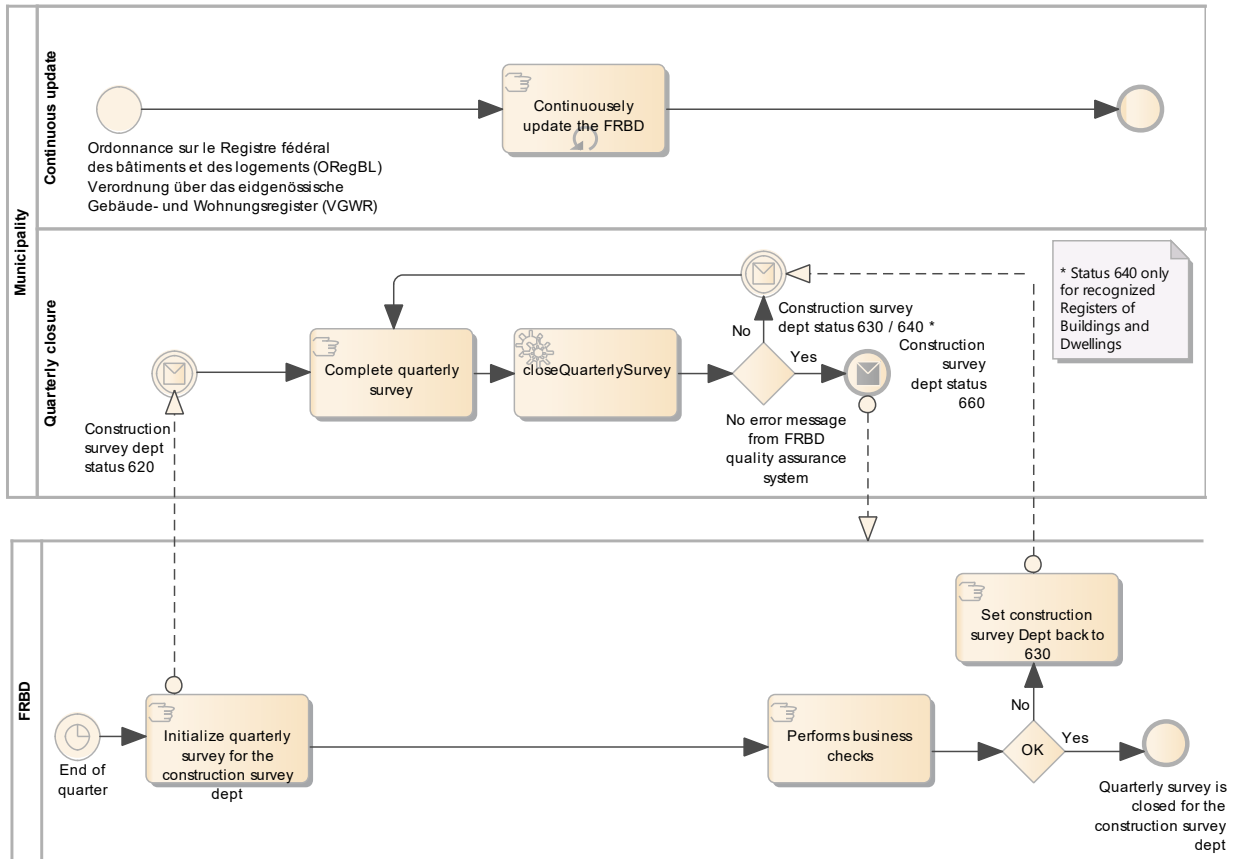 Municipality
Continuous update
Continuousely
update the FRBD
Ordonnance sur le Registre fédéral
des bâtiments et des logements (ORegBL)
Verordnung über das eidgenössische
Gebäude- und Wohnungsregister (VGWR)
Quarterly closure
Construction
survey dept
status 620
Complete quarterly
survey
closeQuarterlySurvey
No
Yes
No error message
from FRBD
quality assurance
system
Construction survey
dept status 630 / 640 *
Construction
survey
dept status
660
* Status 640 only
for recognized
Registers of
Buildings and
Dwellings
FRBD
End of
quarter
Initialize quarterly
survey for the
construction survey
dept
Performs business
checks
OK
No
Yes
Set construction
survey Dept back to
630
Quarterly survey is
closed for the
construction survey
dept